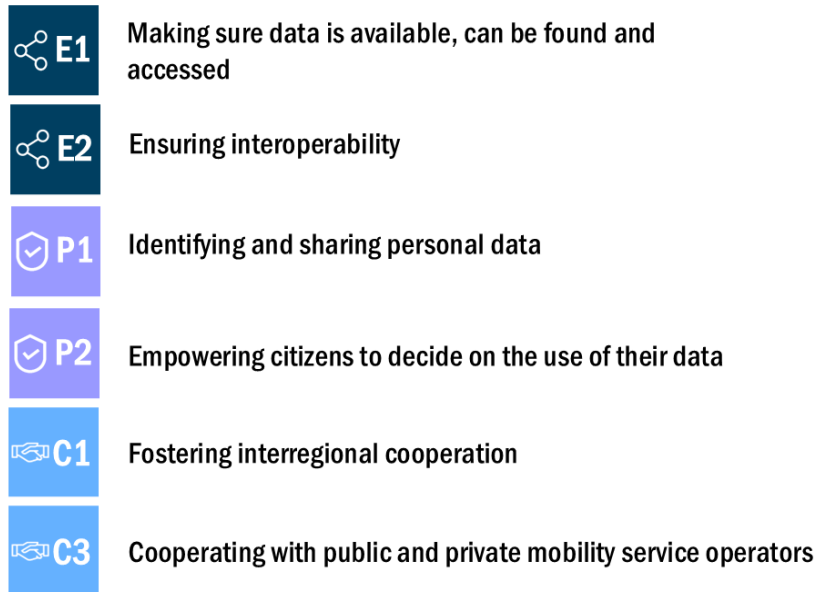 E1 Making sure data is available, can be found and
accessed
E2 Ensuring interoperability
P1 Identifying and sharing personal data
P2 Empowering citizens to decide on the use of their data
C1 Fostering interregional cooperation
C3 Cooperating with public and private mobility service operators